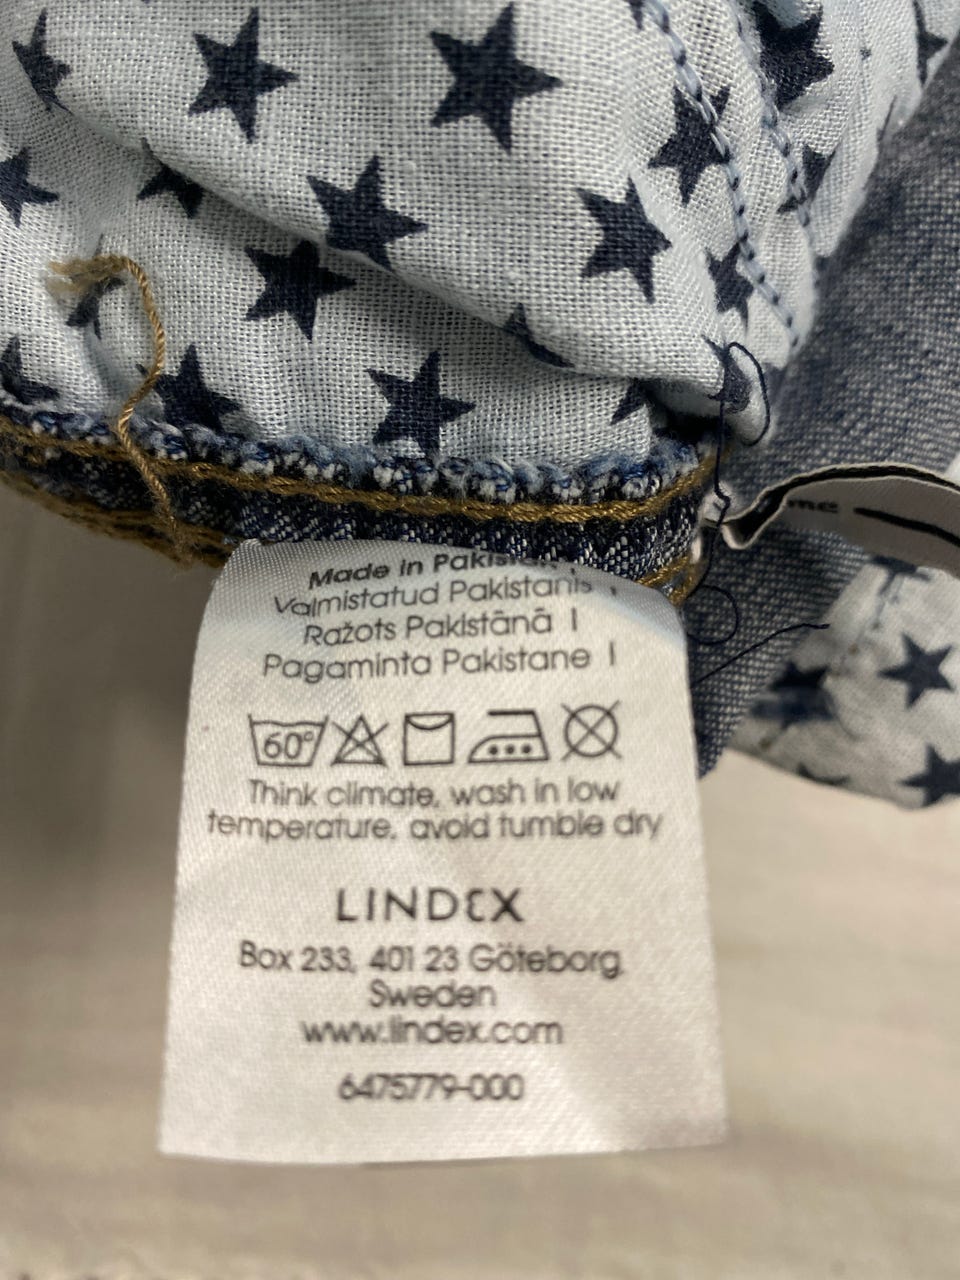 Made in Pakistan |
Valmistatud Pakistanis |
Ražots Pakistānā |
Pagaminta Pakistane |
60°
Think climate, wash in low
temperature, avoid tumble dry
LINDEX
Box 233, 401 23 Göteborg
Sweden
www.lindex.com
6475779-000